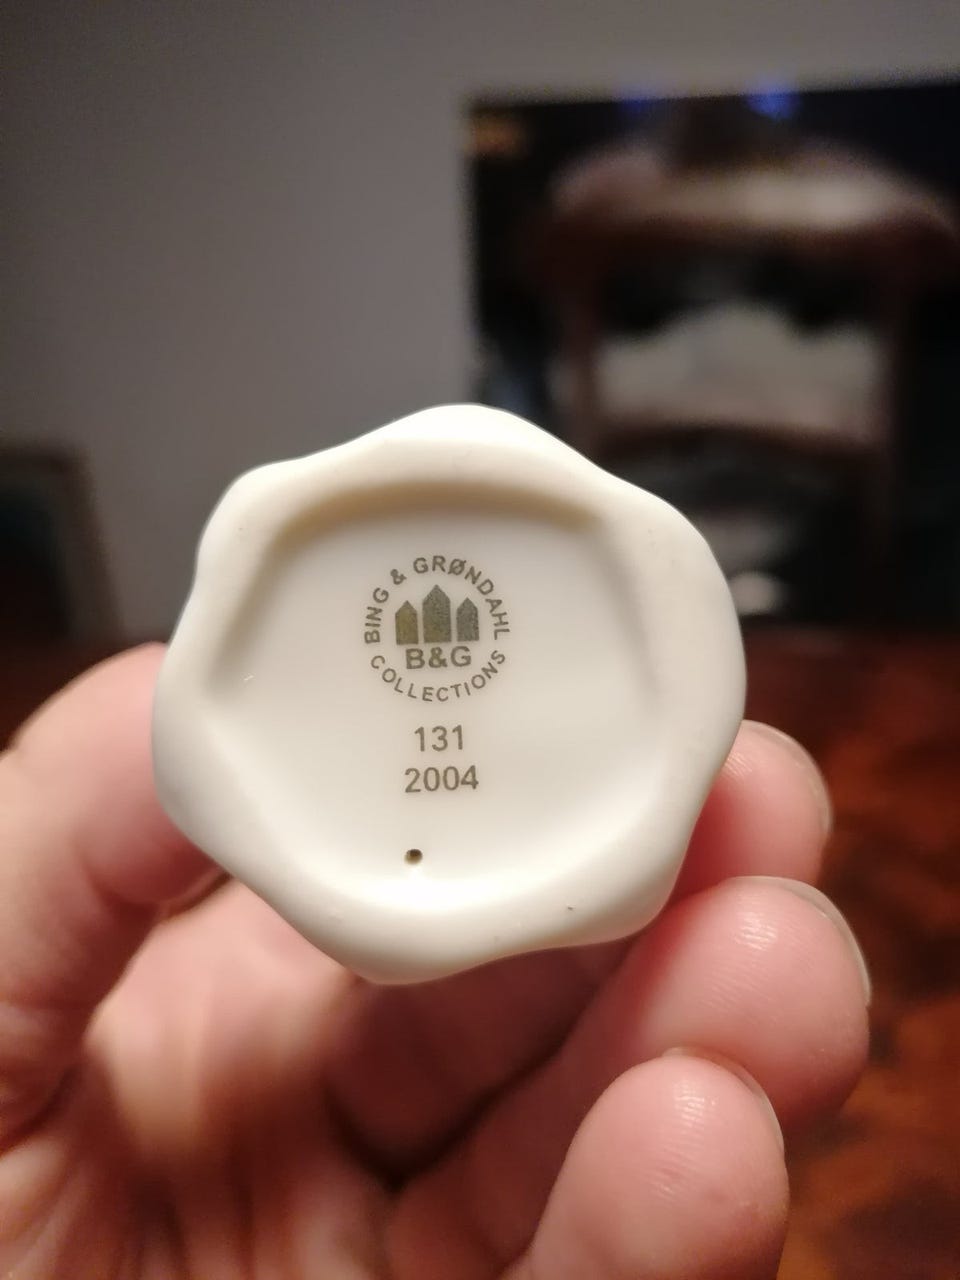 BING & GRØNDAHL
B&G
COLLECTIONS
131
2004